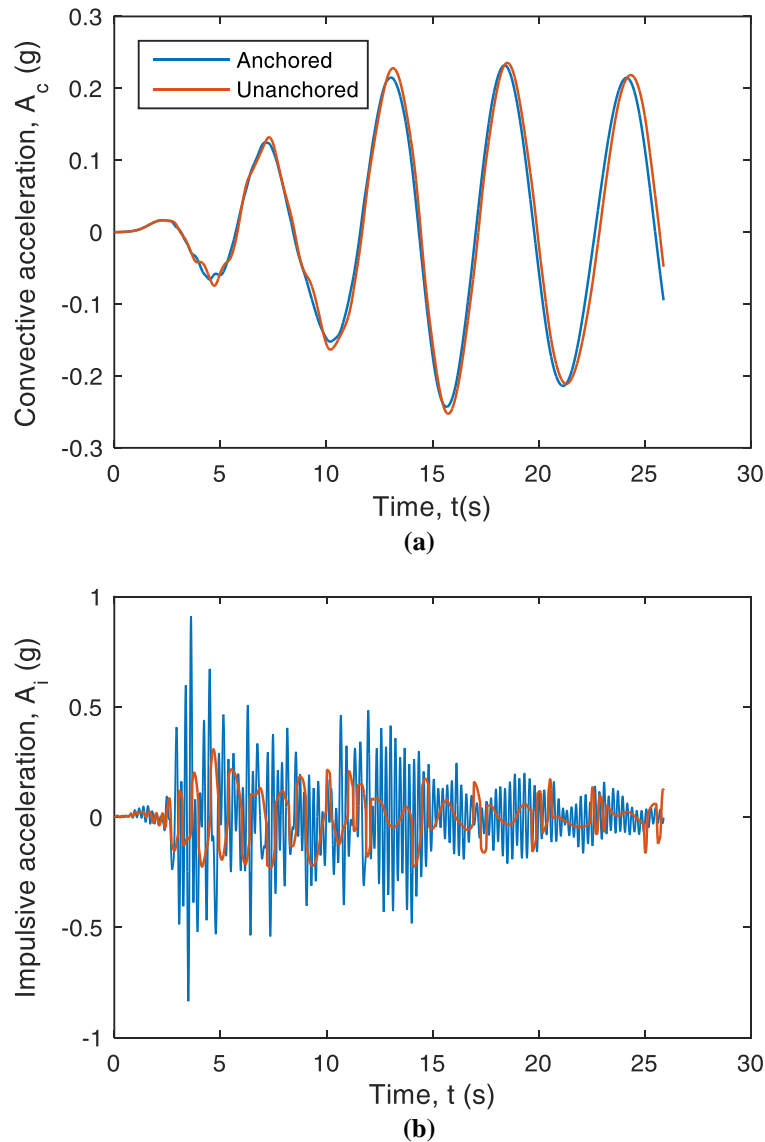 0.3
0.2
0.1
0
-0.1
-0.2
-0.3
Convective acceleration, A_c (g)
Anchored
Unanchored
0 5 10 15 20 25 30
Time, t(s)
(a)
1
0.5
0
-0.5
-1
Impulsive acceleration, A_i (g)
0 5 10 15 20 25 30
Time, t (s)
(b)